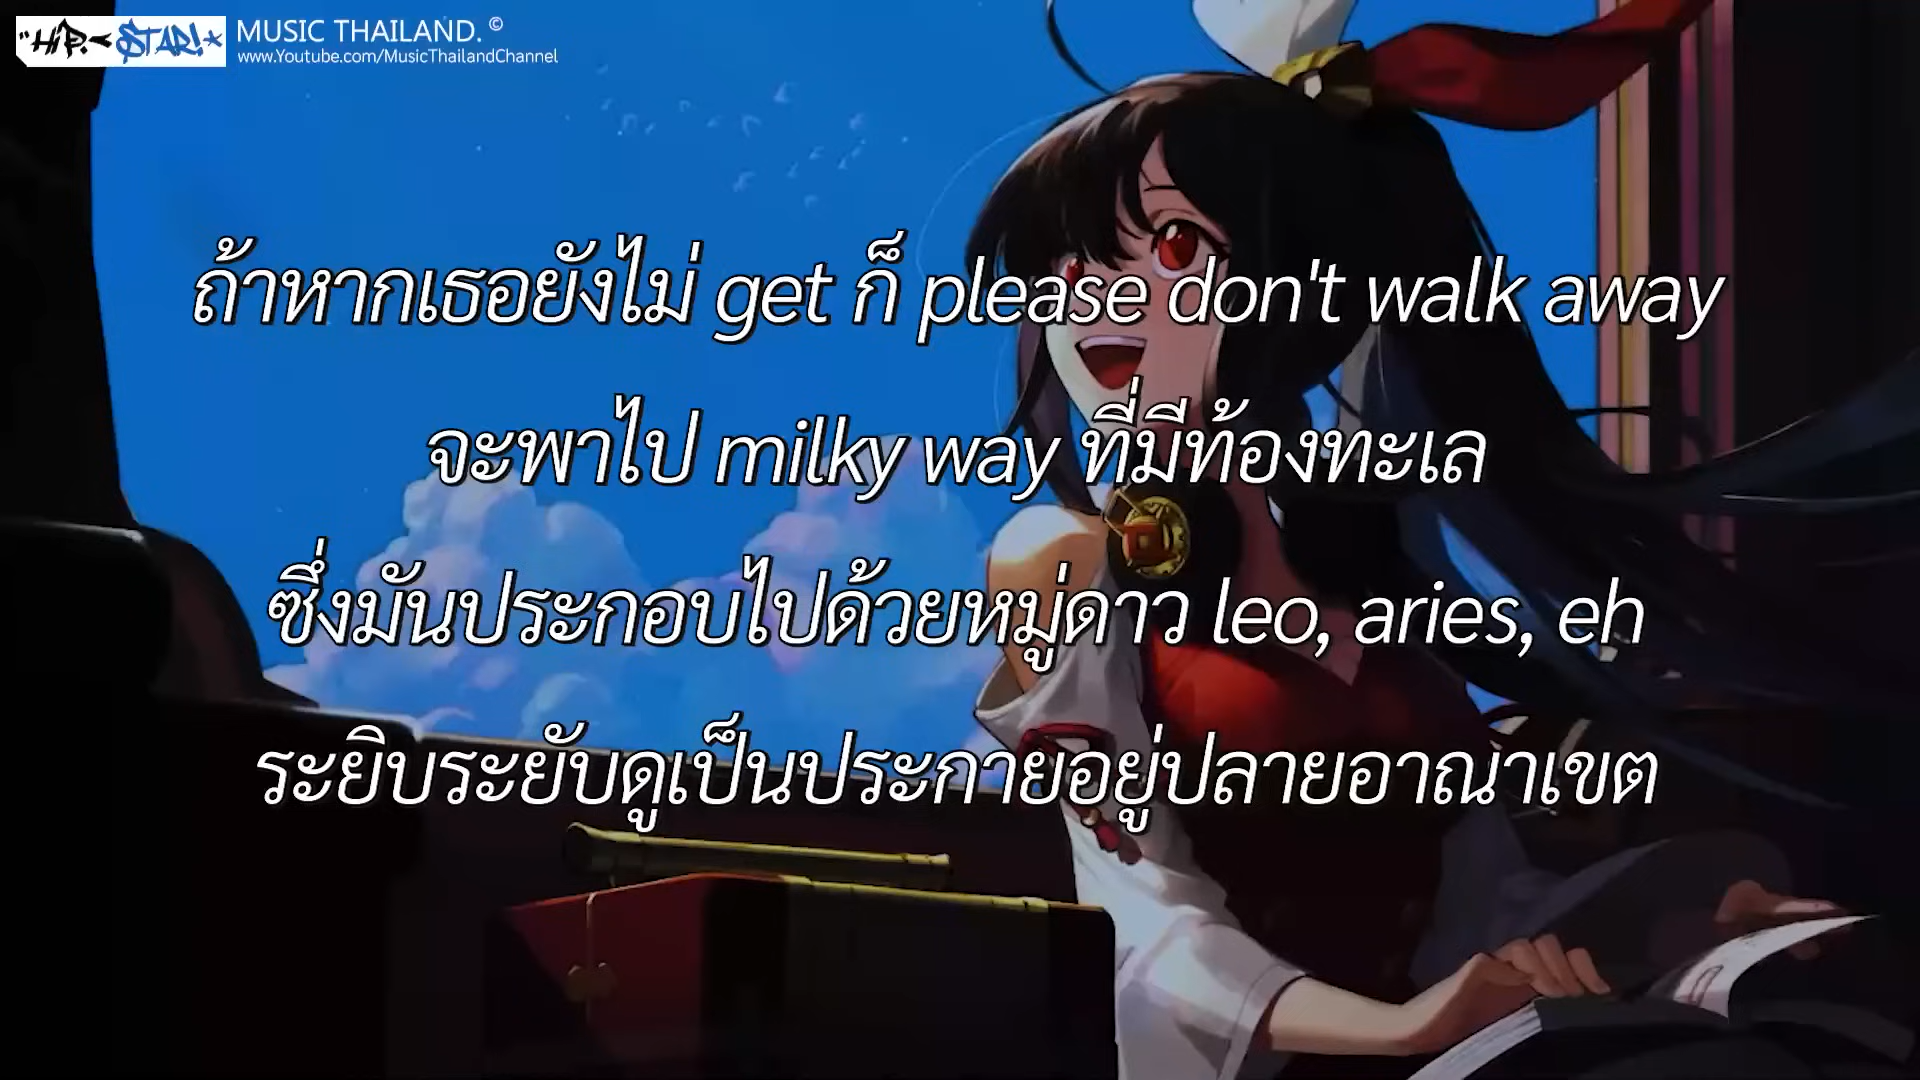 "HiP.<STAR!★ MUSIC THAILAND.©
www.Youtube.com/MusicThailandChannel
ถ้าหากเธอยังไม่ get ก็ please don't walk away
จะพาไป milky way ที่มีท้องทะเล
ซึ่งมันประกอบไปด้วยหมู่ดาว leo, aries, eh
ระยิบระยับดูเป็นประกายอยู่ปลายอาณาเขต